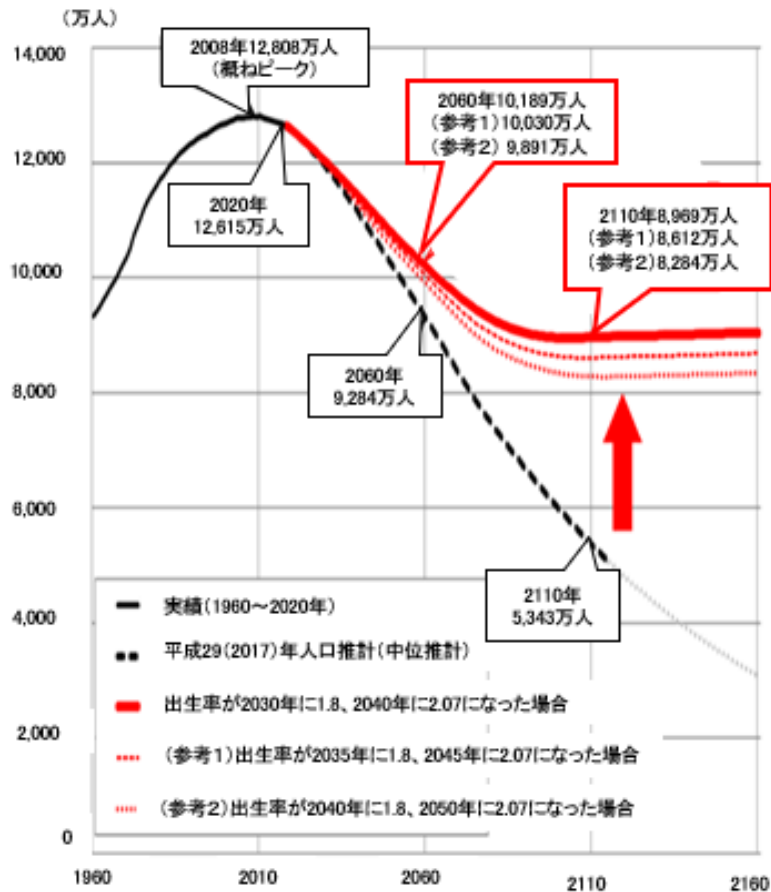 (万人)
14,000
12,000
10,000
8,000
6,000
4,000
2,000
0
2008年12,808万人
(概ねピーク)
2020年
12,615万人
2060年10,189万人
(参考1)10,030万人
(参考2) 9,891万人
2110年8,969万人
(参考1)8,612万人
(参考2)8,284万人
2060年
9,284万人
2110年
5,343万人
実績(1960～2020年)
平成29(2017)年人口推計(中位推計)
出生率が2030年に1.8、2040年に2.07になった場合
(参考1)出生率が2035年に1.8、2045年に2.07になった場合
(参考2)出生率が2040年に1.8、2050年に2.07になった場合
1960
2010
2060
2110
2160